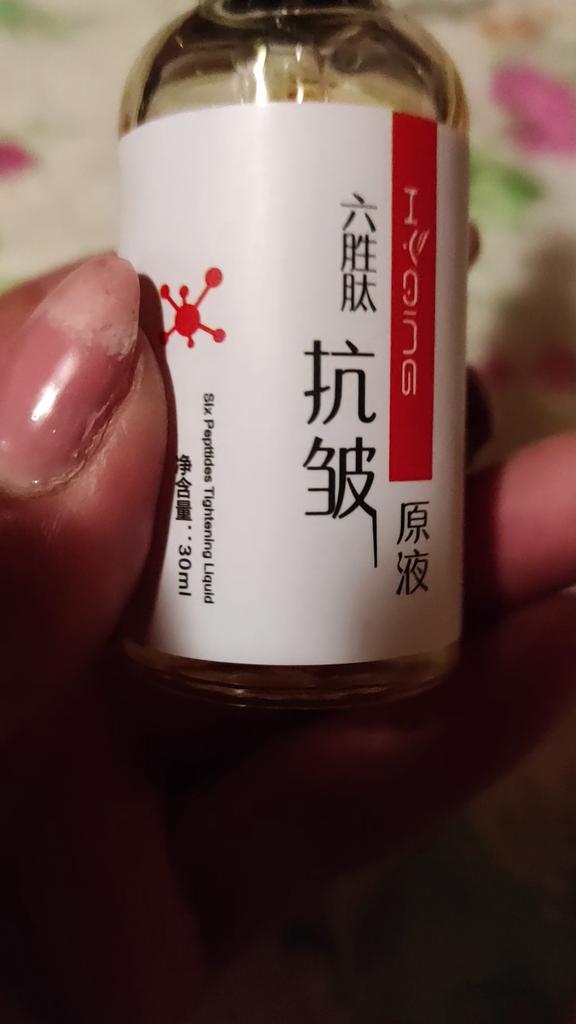 六胜肽
抗皱
原液
Six Peptides Tightening Liquid
净含量：30ml